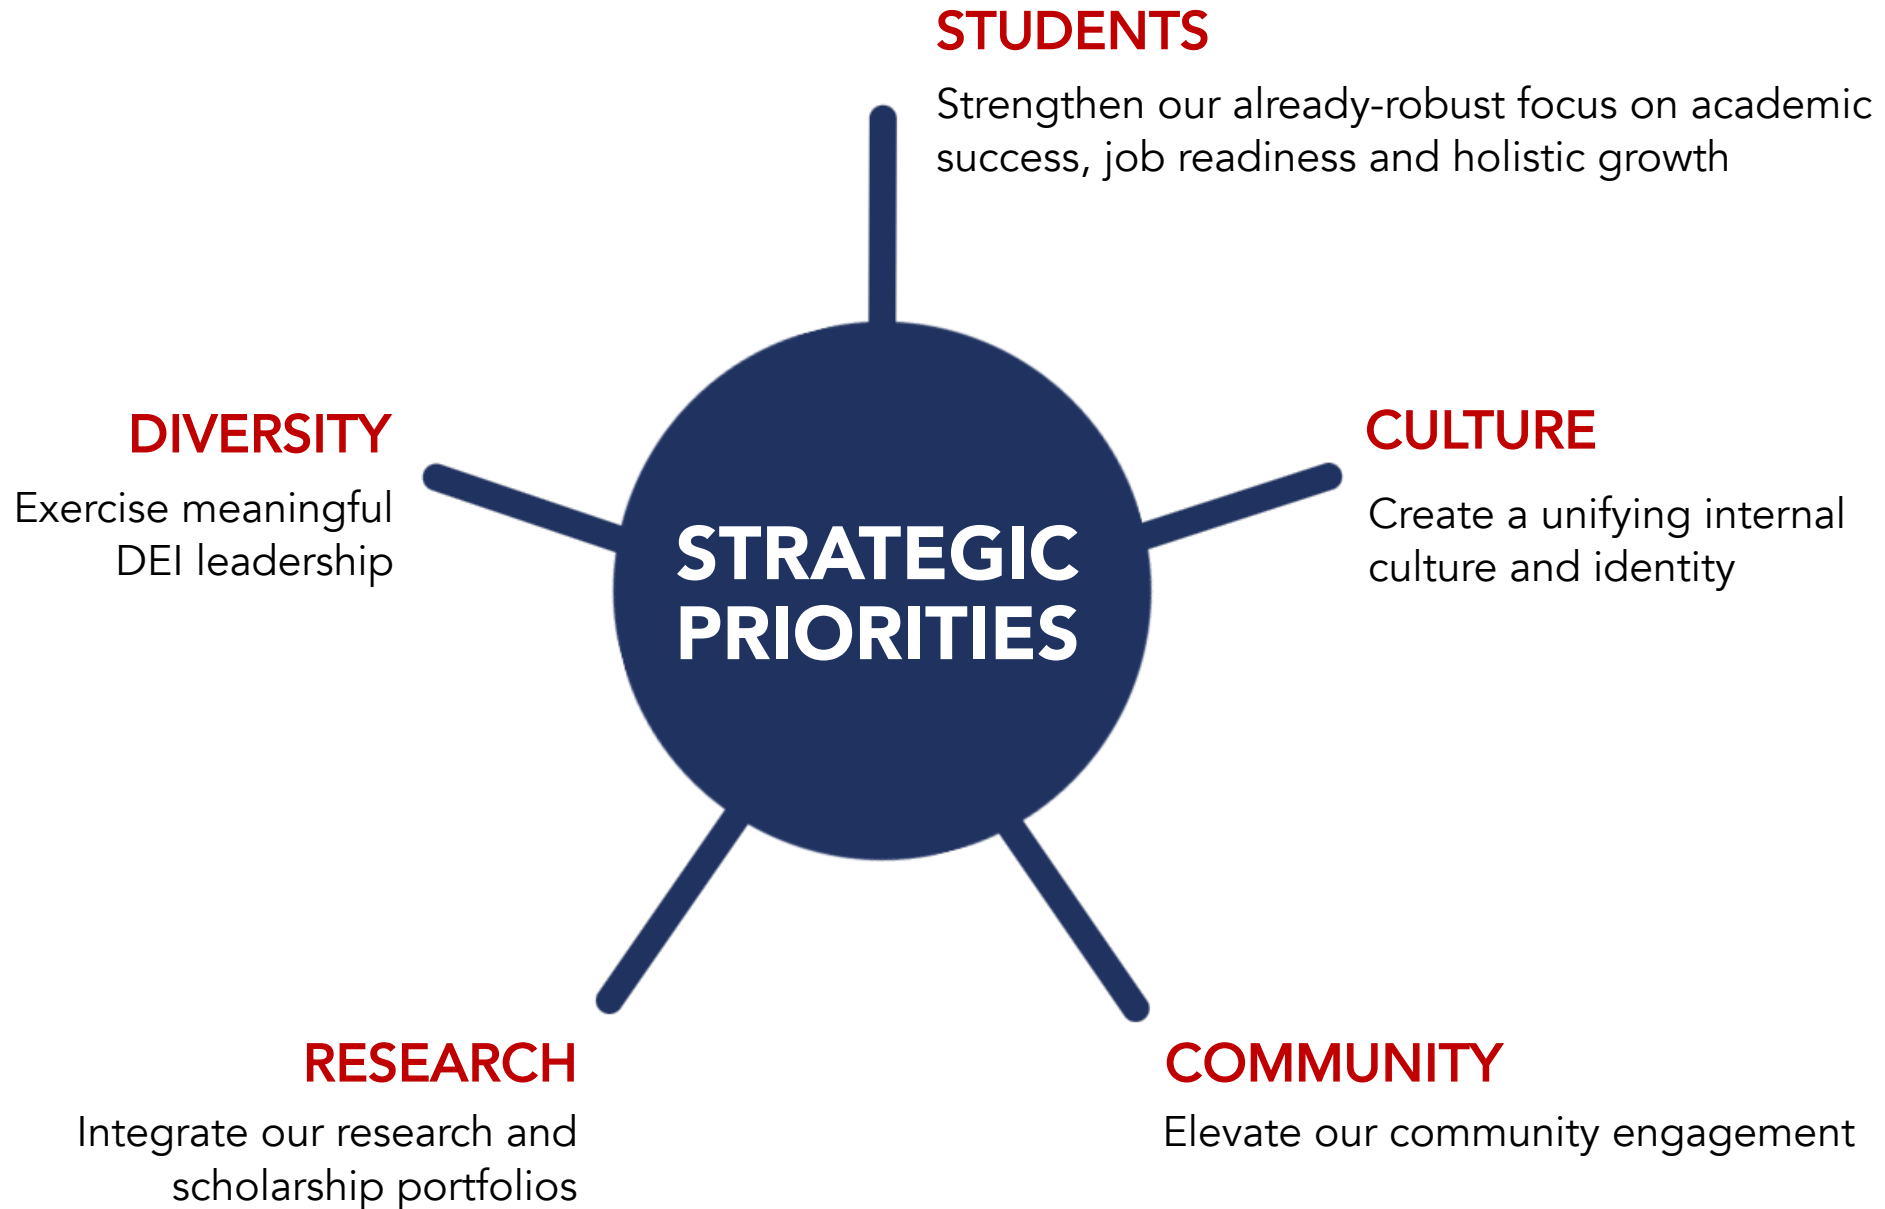 STUDENTS
Strengthen our already-robust focus on academic
success, job readiness and holistic growth
DIVERSITY
Exercise meaningful
DEI leadership
STRATEGIC
PRIORITIES
CULTURE
Create a unifying internal
culture and identity
RESEARCH
Integrate our research and
scholarship portfolios
COMMUNITY
Elevate our community engagement